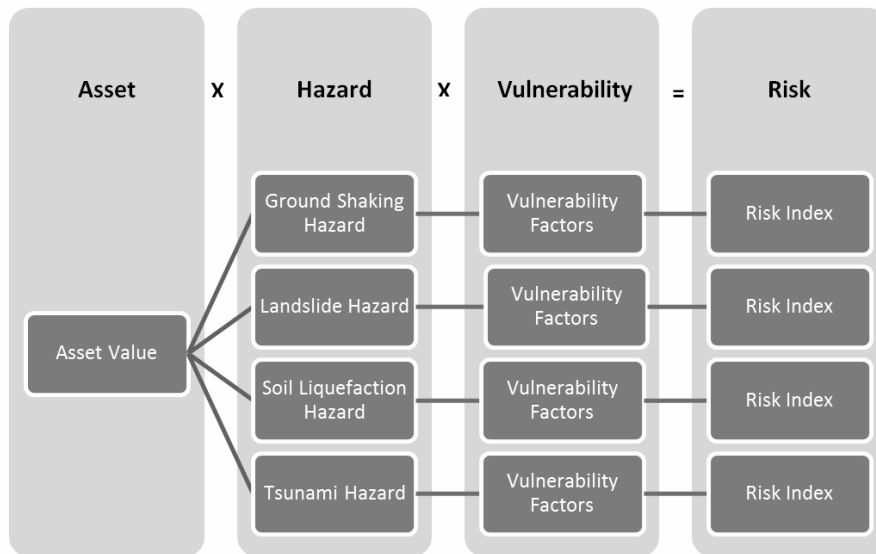 Asset X Hazard X Vulnerability = Risk
Ground Shaking
Hazard
Vulnerability
Factors
Risk Index
Landslide Hazard
Vulnerability
Factors
Risk Index
Asset Value
Soil Liquefaction
Hazard
Vulnerability
Factors
Risk Index
Tsunami Hazard
Vulnerability
Factors
Risk Index